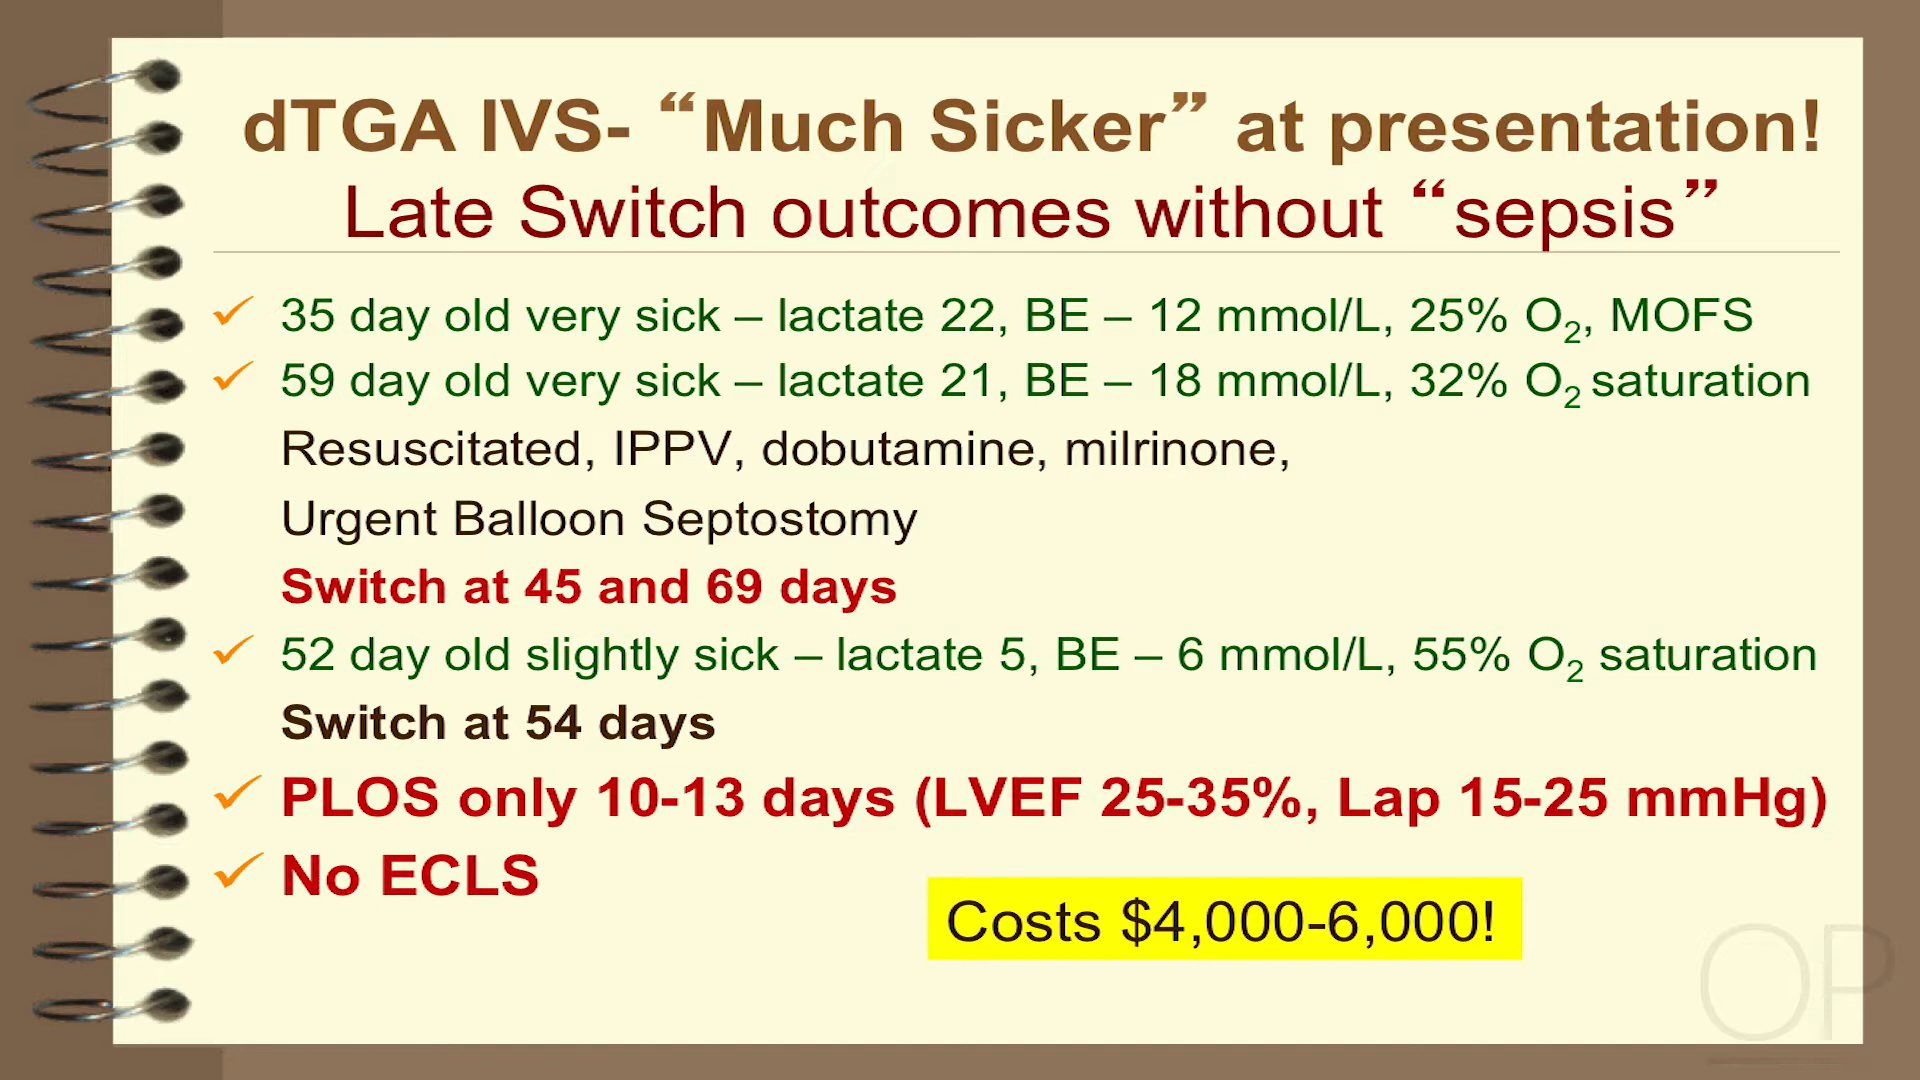 dTGA IVS- “Much Sicker” at presentation!
Late Switch outcomes without “sepsis”
✓ 35 day old very sick – lactate 22, BE – 12 mmol/L, 25% O₂, MOFS
✓ 59 day old very sick – lactate 21, BE – 18 mmol/L, 32% O₂ saturation
Resuscitated, IPPV, dobutamine, milrinone,
Urgent Balloon Septostomy
Switch at 45 and 69 days
✓ 52 day old slightly sick – lactate 5, BE – 6 mmol/L, 55% O₂ saturation
Switch at 54 days
✓ PLOS only 10-13 days (LVEF 25-35%, Lap 15-25 mmHg)
✓ No ECLS
Costs $4,000-6,000!
OP